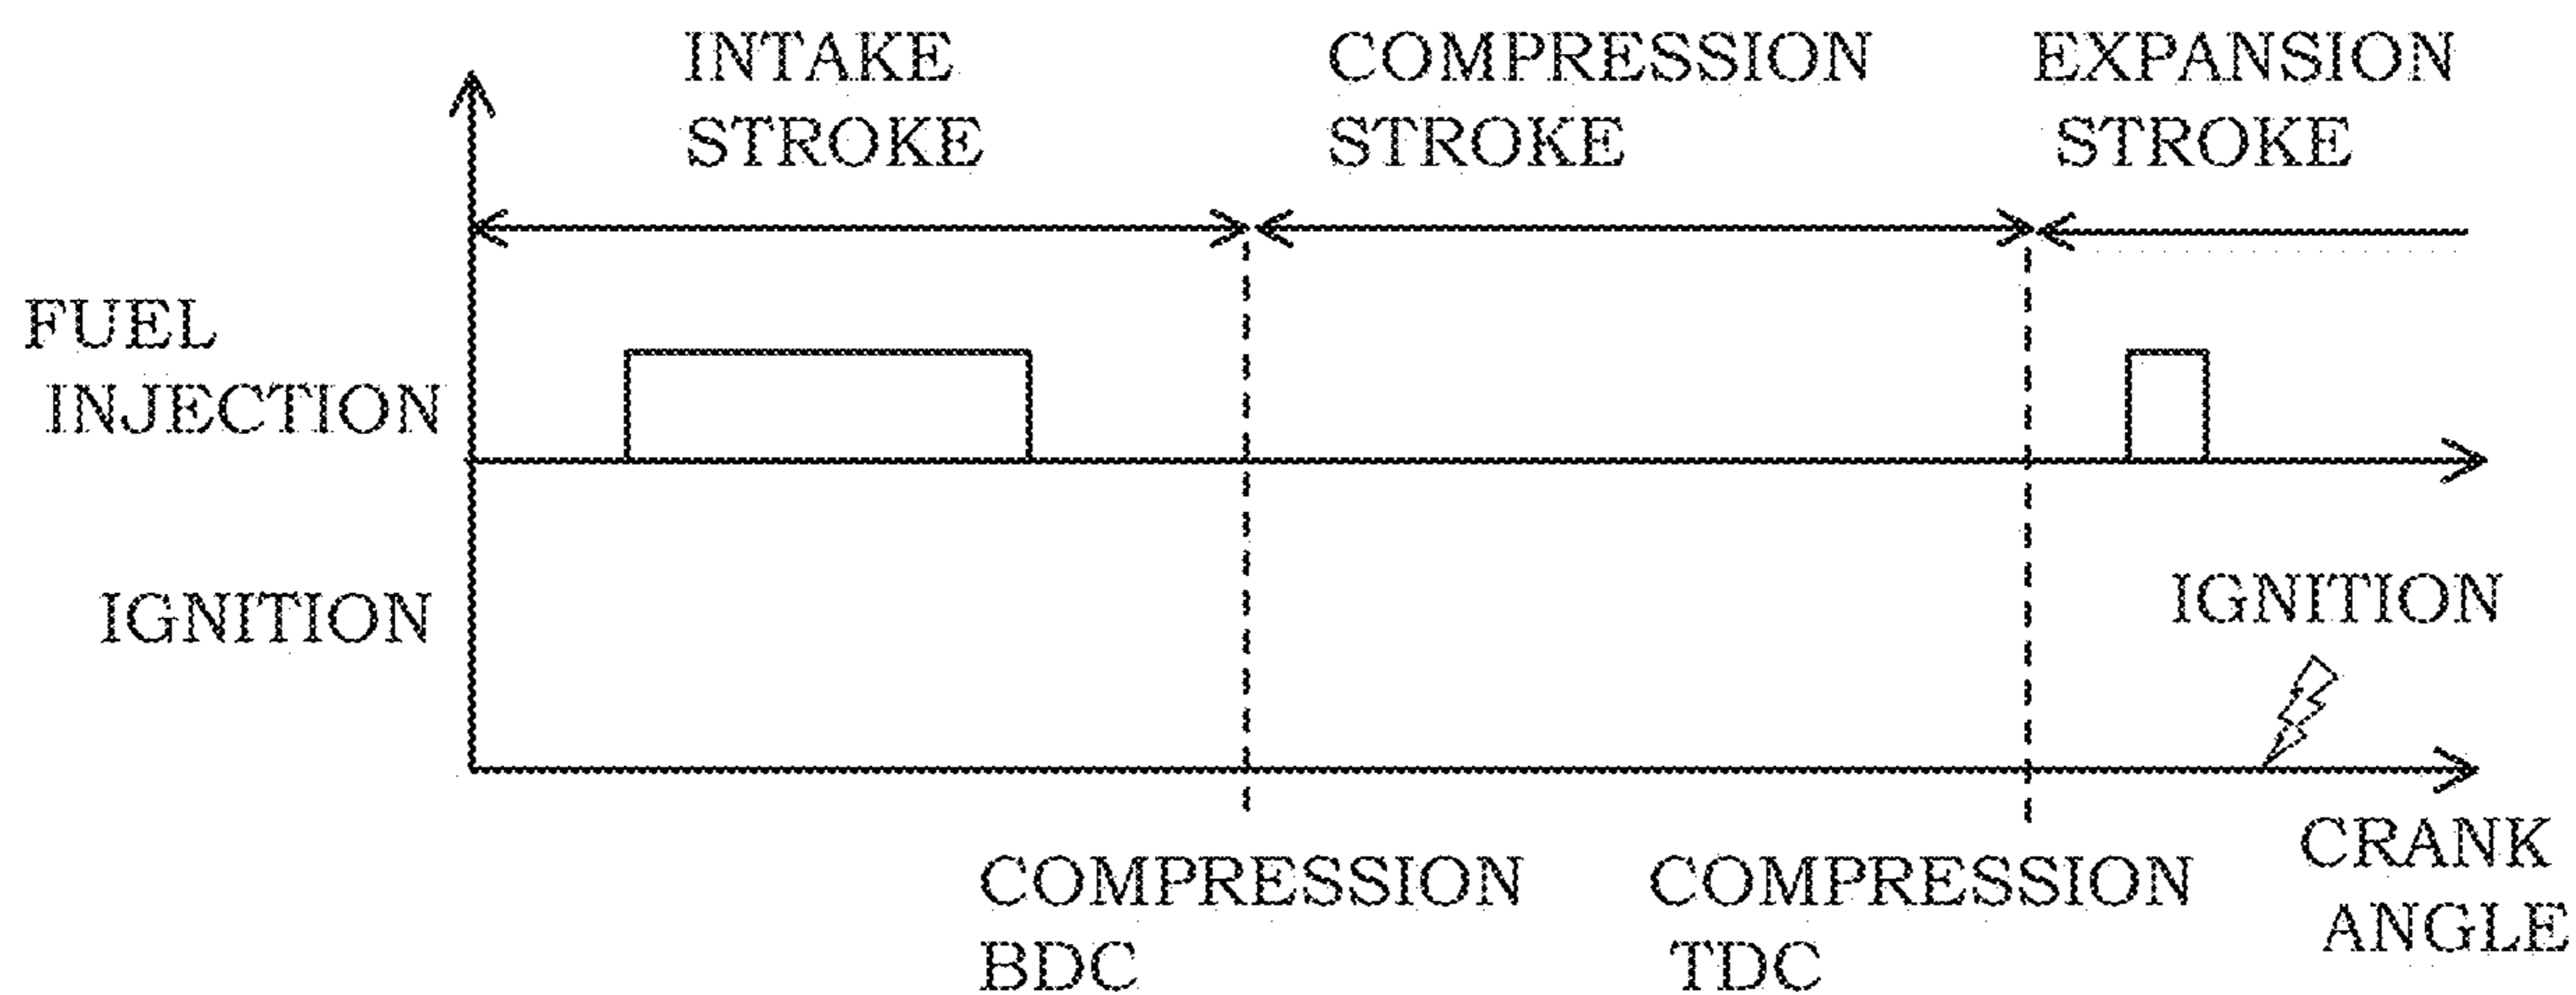 INTAKE
STROKE
COMPRESSION
STROKE
EXPANSION
STROKE
FUEL
INJECTION
IGNITION
IGNITION
COMPRESSION
BDC
COMPRESSION
TDC
CRANK
ANGLE